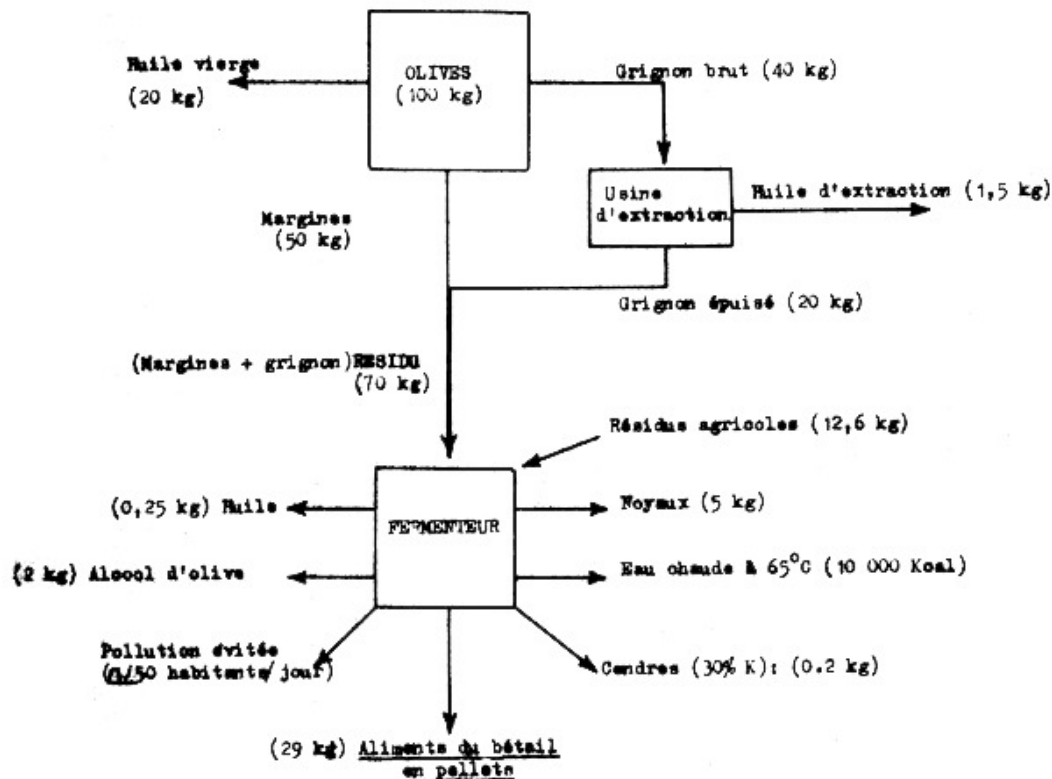 Huile vierge
(20 kg)
OLIVES
(100 kg)
Grignon brut (40 kg)
Usine
d'extraction
Huile d'extraction (1,5 kg)
Margines
(50 kg)
Grignon épuisé (20 kg)
(Margines + grignon) RESIDU
(70 kg)
Résidus agricoles (12,6 kg)
FERMENTEUR
(0,25 kg) Huile
Noyaux (5 kg)
(2 kg) Alcool d'olive
Eau chaude à 65°C (10 000 Kcal)
Pollution évitée
50 habitants/jour)
Cendres (30% K): (0.2 kg)
(29 kg) Aliments du bétail
en pellets